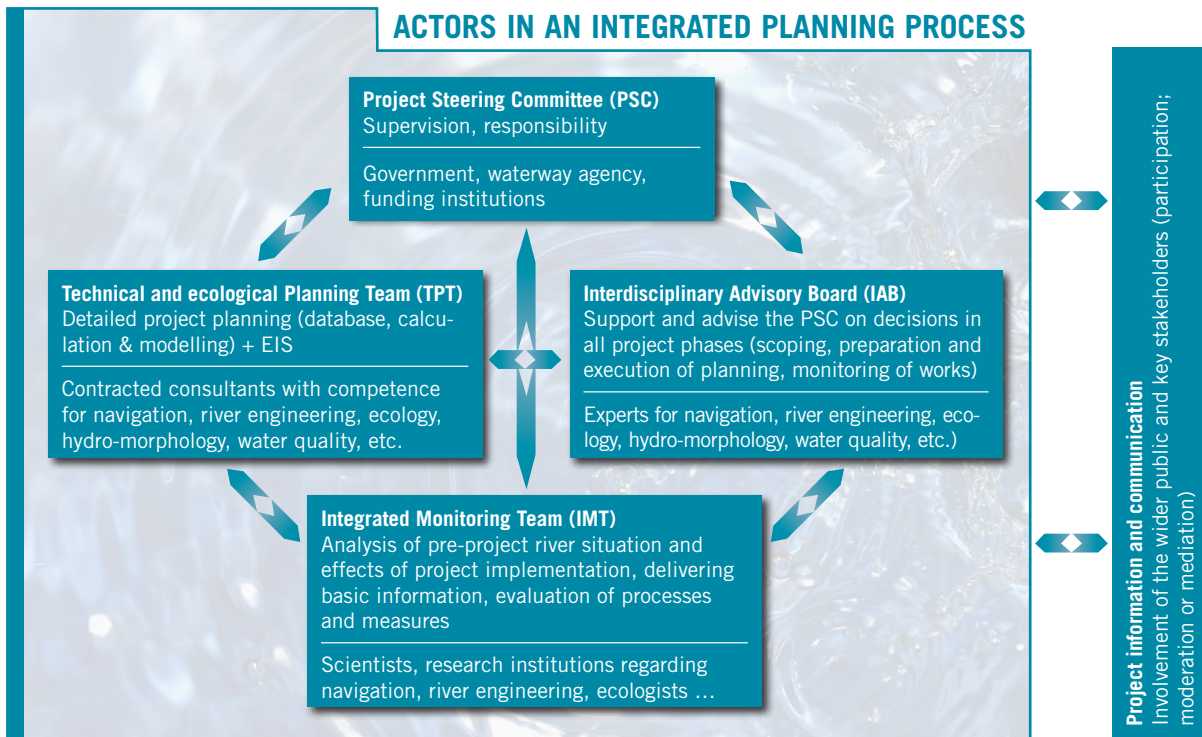 ACTORS IN AN INTEGRATED PLANNING PROCESS
Project Steering Committee (PSC)
Supervision, responsibility
Government, waterway agency,
funding institutions
Technical and ecological Planning Team (TPT)
Detailed project planning (database, calcu-
lation & modelling) + EIS
Contracted consultants with competence
for navigation, river engineering, ecology,
hydro-morphology, water quality, etc.
Interdisciplinary Advisory Board (IAB)
Support and advise the PSC on decisions in
all project phases (scoping, preparation and
execution of planning, monitoring of works)
Experts for navigation, river engineering, eco-
logy, hydro-morphology, water quality, etc.)
Integrated Monitoring Team (IMT)
Analysis of pre-project river situation and
effects of project implementation, delivering
basic information, evaluation of processes
and measures
Scientists, research institutions regarding
navigation, river engineering, ecologists ...
Project information and communication
Involvement of the wider public and key stakeholders (participation;
moderation or mediation)